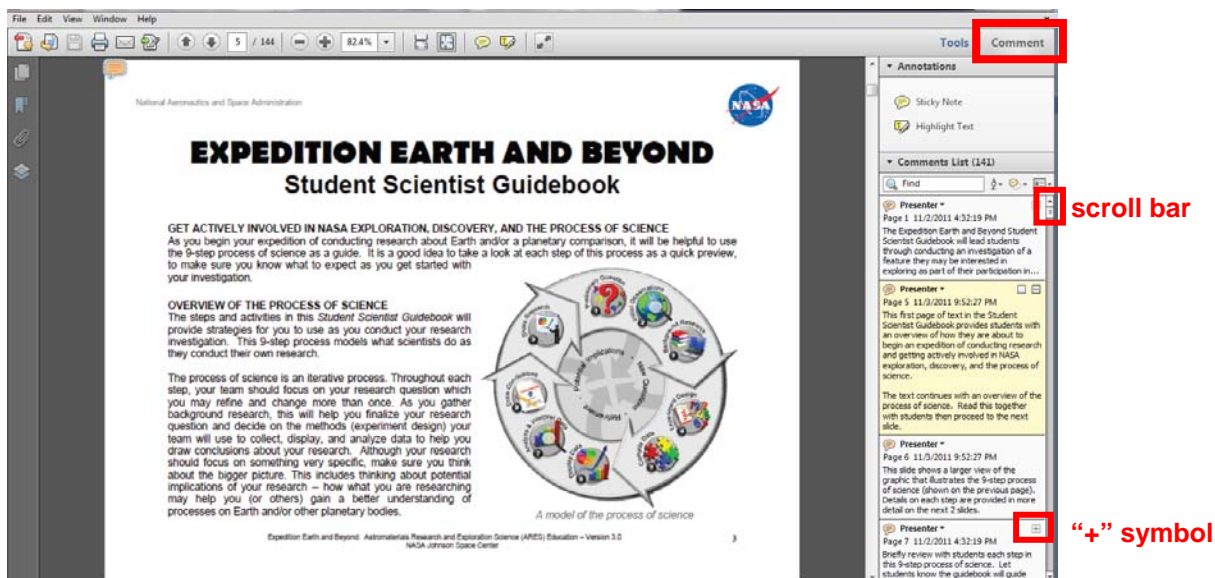 File Edit View Window Help
5 / 144
82.4%
Tools Comment
National Aeronautics and Space Administration
NASA
EXPEDITION EARTH AND BEYOND
Student Scientist Guidebook
GET ACTIVELY INVOLVED IN NASA EXPLORATION, DISCOVERY, AND THE PROCESS OF SCIENCE
As you begin your expedition of conducting research about Earth and/or a planetary comparison, it will be helpful to use
the 9-step process of science as a guide. It is a good idea to take a look at each step of this process as a quick preview,
to make sure you know what to expect as you get started with
your investigation.
OVERVIEW OF THE PROCESS OF SCIENCE
The steps and activities in this Student Scientist Guidebook will
provide strategies for you to use as you conduct your research
investigation. This 9-step process models what scientists do as
they conduct their own research.
The process of science is an iterative process. Throughout each
step, your team should focus on your research question which
you may refine and change more than once. As you gather
background research, this will help you finalize your research
question and decide on the methods (experiment design) your
team will use to collect, display, and analyze data to help you
draw conclusions about your research. Although your research
should focus on something very specific, make sure you think
about the bigger picture. This includes thinking about potential
implications of your research – how what you are researching
may help you (or others) gain a better understanding of
processes on Earth and/or other planetary bodies.
Potential Implications
New Questions
A model of the process of science
Expedition Earth and Beyond: Astromaterials Research and Exploration Science (ARES) Education – Version 3.0
NASA Johnson Space Center
3
Annotations
Sticky Note
Highlight Text
Comments List (141)
Find
Presenter
Page 1 11/2/2011 4:32:19 PM
The Expedition Earth and Beyond Student
Scientist Guidebook will lead students
through conducting an investigation of a
feature they may be interested in
exploring as part of their participation in...
Presenter
Page 5 11/3/2011 9:52:27 PM
This first page of text in the Student
Scientist Guidebook provides students with
an overview of how they are about to
begin an expedition of conducting research
and getting actively involved in NASA
exploration, discovery, and the process of
science.
The text continues with an overview of the
process of science. Read this together
with students then proceed to the next
slide.
Presenter
Page 6 11/3/2011 9:52:27 PM
This slide shows a larger view of the
graphic that illustrates the 9-step process
of science (shown on the previous page).
Details on each step are provided in more
detail on the next 2 slides.
Presenter
Page 7 11/2/2011 4:32:19 PM
Briefly review with students each step in
this 9-step process of science. Let
students know the guidebook will guide
scroll bar
“+” symbol